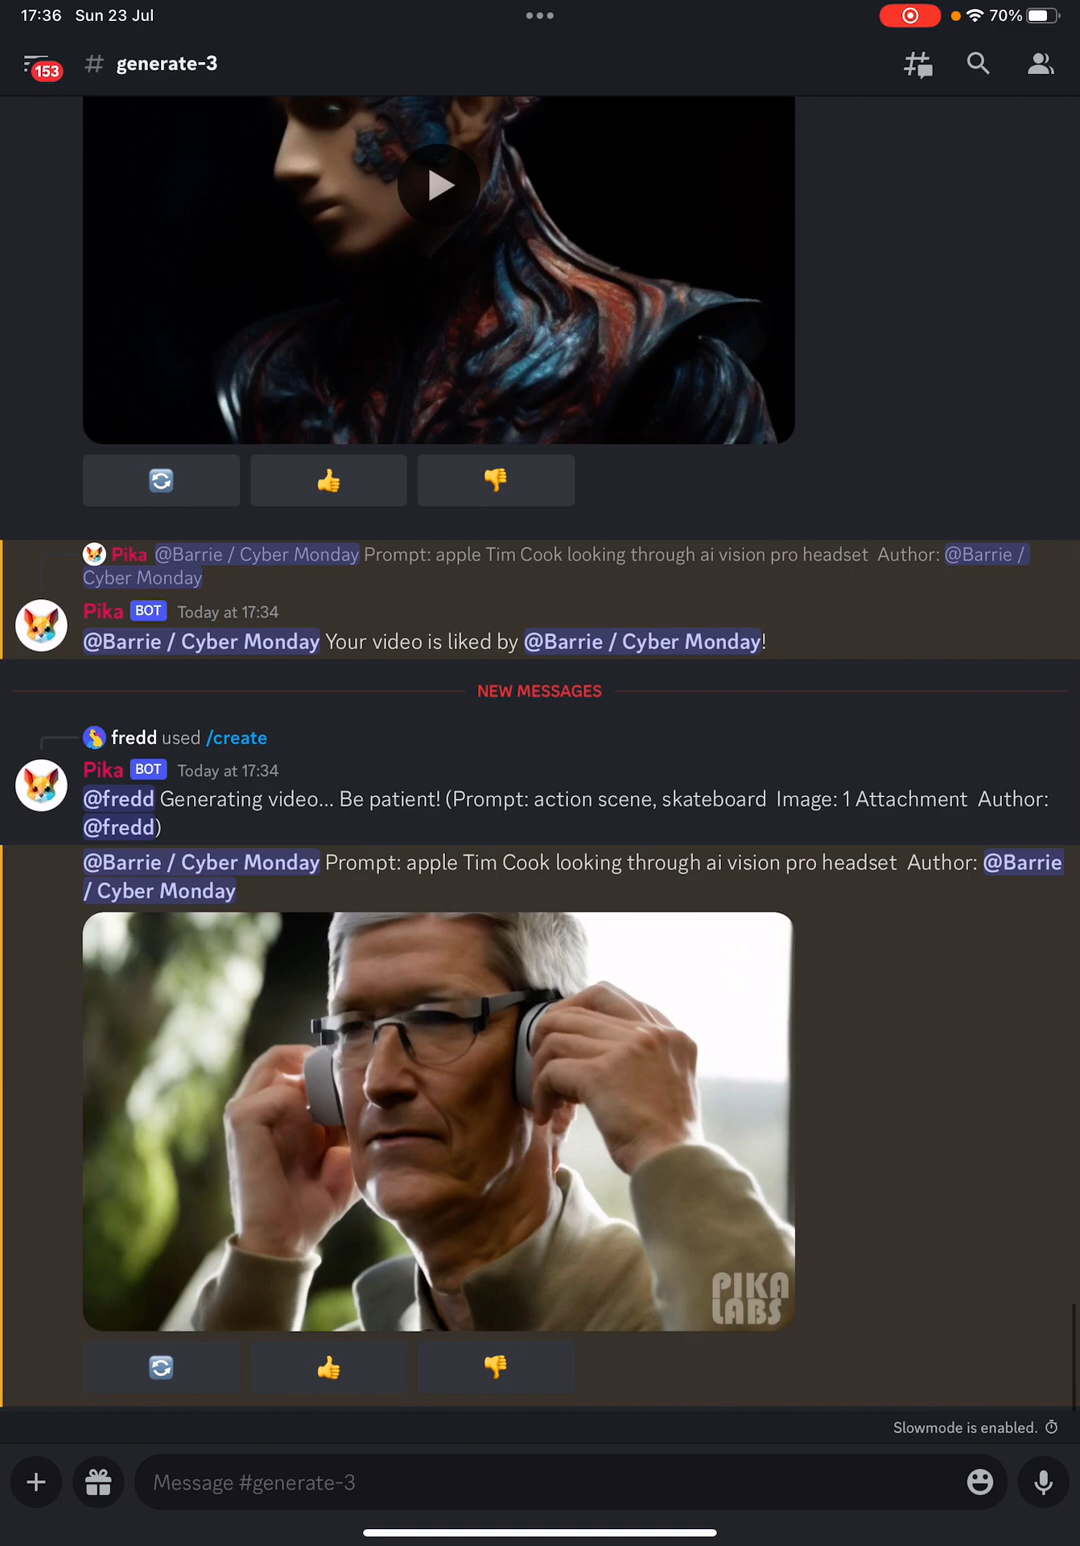 17:36 Sun 23 Jul
70%
153
# generate-3
Pika @Barrie / Cyber Monday Prompt: apple Tim Cook looking through ai vision pro headset Author: @Barrie /
Cyber Monday
Pika BOT Today at 17:34
@Barrie / Cyber Monday Your video is liked by @Barrie / Cyber Monday!
NEW MESSAGES
fredd used /create
Pika BOT Today at 17:34
@fredd Generating video... Be patient! (Prompt: action scene, skateboard Image: 1 Attachment Author:
@fredd)
@Barrie / Cyber Monday Prompt: apple Tim Cook looking through ai vision pro headset Author: @Barrie
/ Cyber Monday
PIKA
LABS
Slowmode is enabled.
Message #generate-3